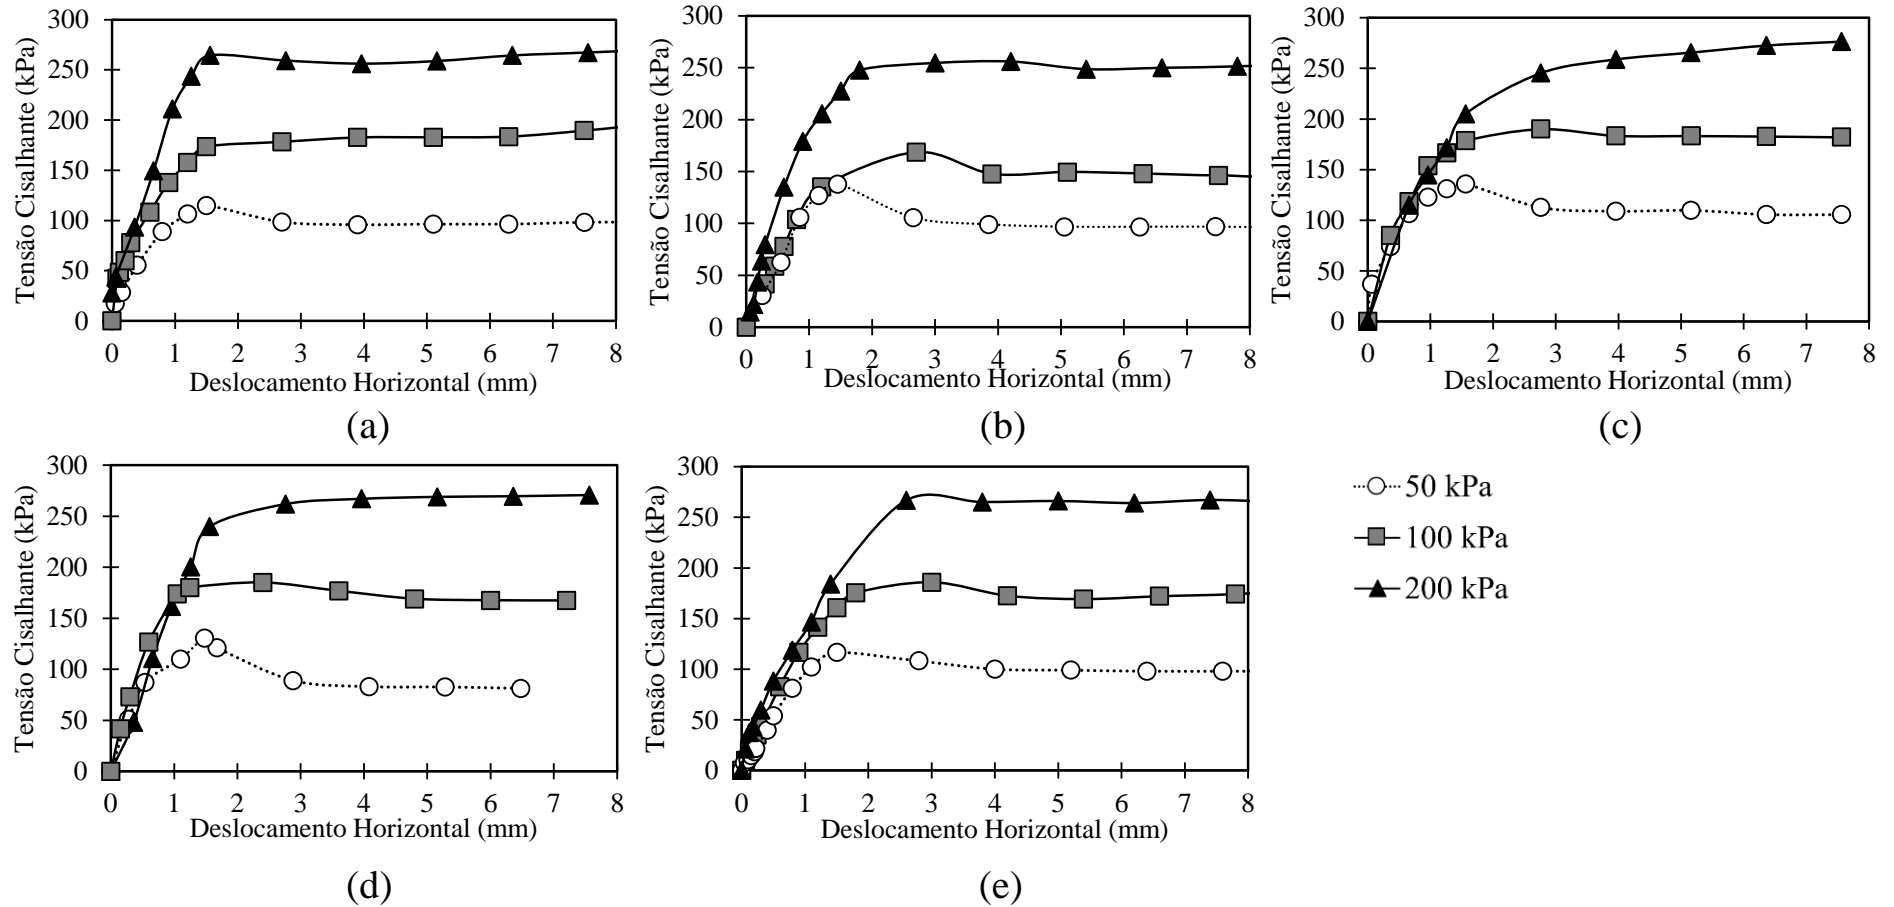 Tensão Cisalhante (kPa)
300
250
200
150
100
50
0
0 1 2 3 4 5 6 7 8
Deslocamento Horizontal (mm)
(a)
Tensão Cisalhante (kPa)
300
250
200
150
100
50
0
0 1 2 3 4 5 6 7 8
Deslocamento Horizontal (mm)
(b)
Tensão Cisalhante (kPa)
300
250
200
150
100
50
0
0 1 2 3 4 5 6 7 8
Deslocamento Horizontal (mm)
(c)
Tensão Cisalhante (kPa)
300
250
200
150
100
50
0
0 1 2 3 4 5 6 7 8
Deslocamento Horizontal (mm)
(d)
Tensão Cisalhante (kPa)
300
250
200
150
100
50
0
0 1 2 3 4 5 6 7 8
Deslocamento Horizontal (mm)
(e)
50 kPa
100 kPa
200 kPa